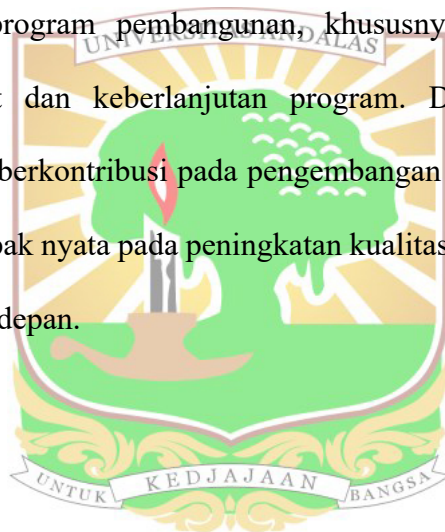 program pembangunan, khususny
UNIVERSITAS ANDALAS
t dan keberlanjutan program. D
berkontribusi pada pengembangan
pak nyata pada peningkatan kualitas
depan.
UNTUK KEDJAJAAN BANGSA